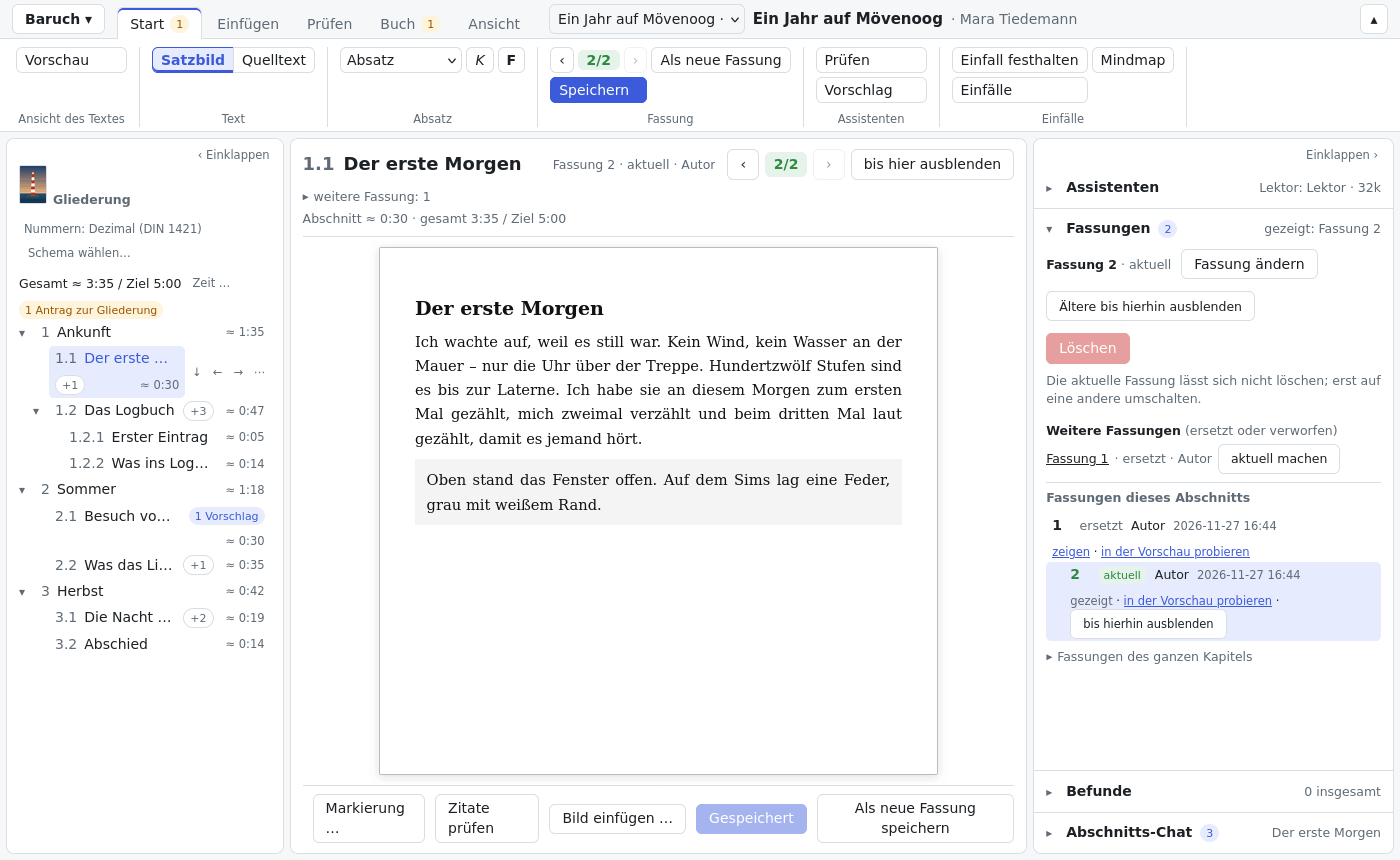 Baruch ▾
Start 1
Einfügen
Prüfen
Buch 1
Ansicht
Ein Jahr auf Mövenoog ·
Ein Jahr auf Mövenoog · Mara Tiedemann
▴
Vorschau
Ansicht des Textes
Satzbild Quelltext
Text
Absatz
K
F
Absatz
‹ 2/2 ›
Als neue Fassung
Speichern
Fassung
Prüfen
Vorschlag
Assistenten
Einfall festhalten
Mindmap
Einfälle
Einfälle
‹ Einklappen
Gliederung
Nummern: Dezimal (DIN 1421)
Schema wählen…
Gesamt ≈ 3:35 / Ziel 5:00 Zeit …
1 Antrag zur Gliederung
▾ 1 Ankunft ≈ 1:35
1.1 Der erste …
+1 ≈ 0:30 ↓ ← → ⋯
▾ 1.2 Das Logbuch +3 ≈ 0:47
1.2.1 Erster Eintrag ≈ 0:05
1.2.2 Was ins Log… ≈ 0:14
▾ 2 Sommer ≈ 1:18
2.1 Besuch vo… 1 Vorschlag
≈ 0:30
2.2 Was das Li… +1 ≈ 0:35
▾ 3 Herbst ≈ 0:42
3.1 Die Nacht … +2 ≈ 0:19
3.2 Abschied ≈ 0:14
1.1 Der erste Morgen
Fassung 2 · aktuell · Autor
‹ 2/2 ›
bis hier ausblenden
▸ weitere Fassung: 1
Abschnitt ≈ 0:30 · gesamt 3:35 / Ziel 5:00
Der erste Morgen
Ich wachte auf, weil es still war. Kein Wind, kein Wasser an der
Mauer – nur die Uhr über der Treppe. Hundertzwölf Stufen sind
es bis zur Laterne. Ich habe sie an diesem Morgen zum ersten
Mal gezählt, mich zweimal verzählt und beim dritten Mal laut
gezählt, damit es jemand hört.
Oben stand das Fenster offen. Auf dem Sims lag eine Feder,
grau mit weißem Rand.
Markierung
…
Zitate
prüfen
Bild einfügen …
Gespeichert
Als neue Fassung
speichern
Einklappen ›
▸ Assistenten Lektor: Lektor · 32k
▾ Fassungen 2 gezeigt: Fassung 2
Fassung 2 · aktuell Fassung ändern
Ältere bis hierhin ausblenden
Löschen
Die aktuelle Fassung lässt sich nicht löschen; erst auf
eine andere umschalten.
Weitere Fassungen (ersetzt oder verworfen)
Fassung 1 · ersetzt · Autor aktuell machen
Fassungen dieses Abschnitts
1 ersetzt Autor 2026-11-27 16:44
zeigen · in der Vorschau probieren
2 aktuell Autor 2026-11-27 16:44
gezeigt · in der Vorschau probieren ·
bis hierhin ausblenden
▸ Fassungen des ganzen Kapitels
▸ Befunde 0 insgesamt
▸ Abschnitts-Chat 3 Der erste Morgen